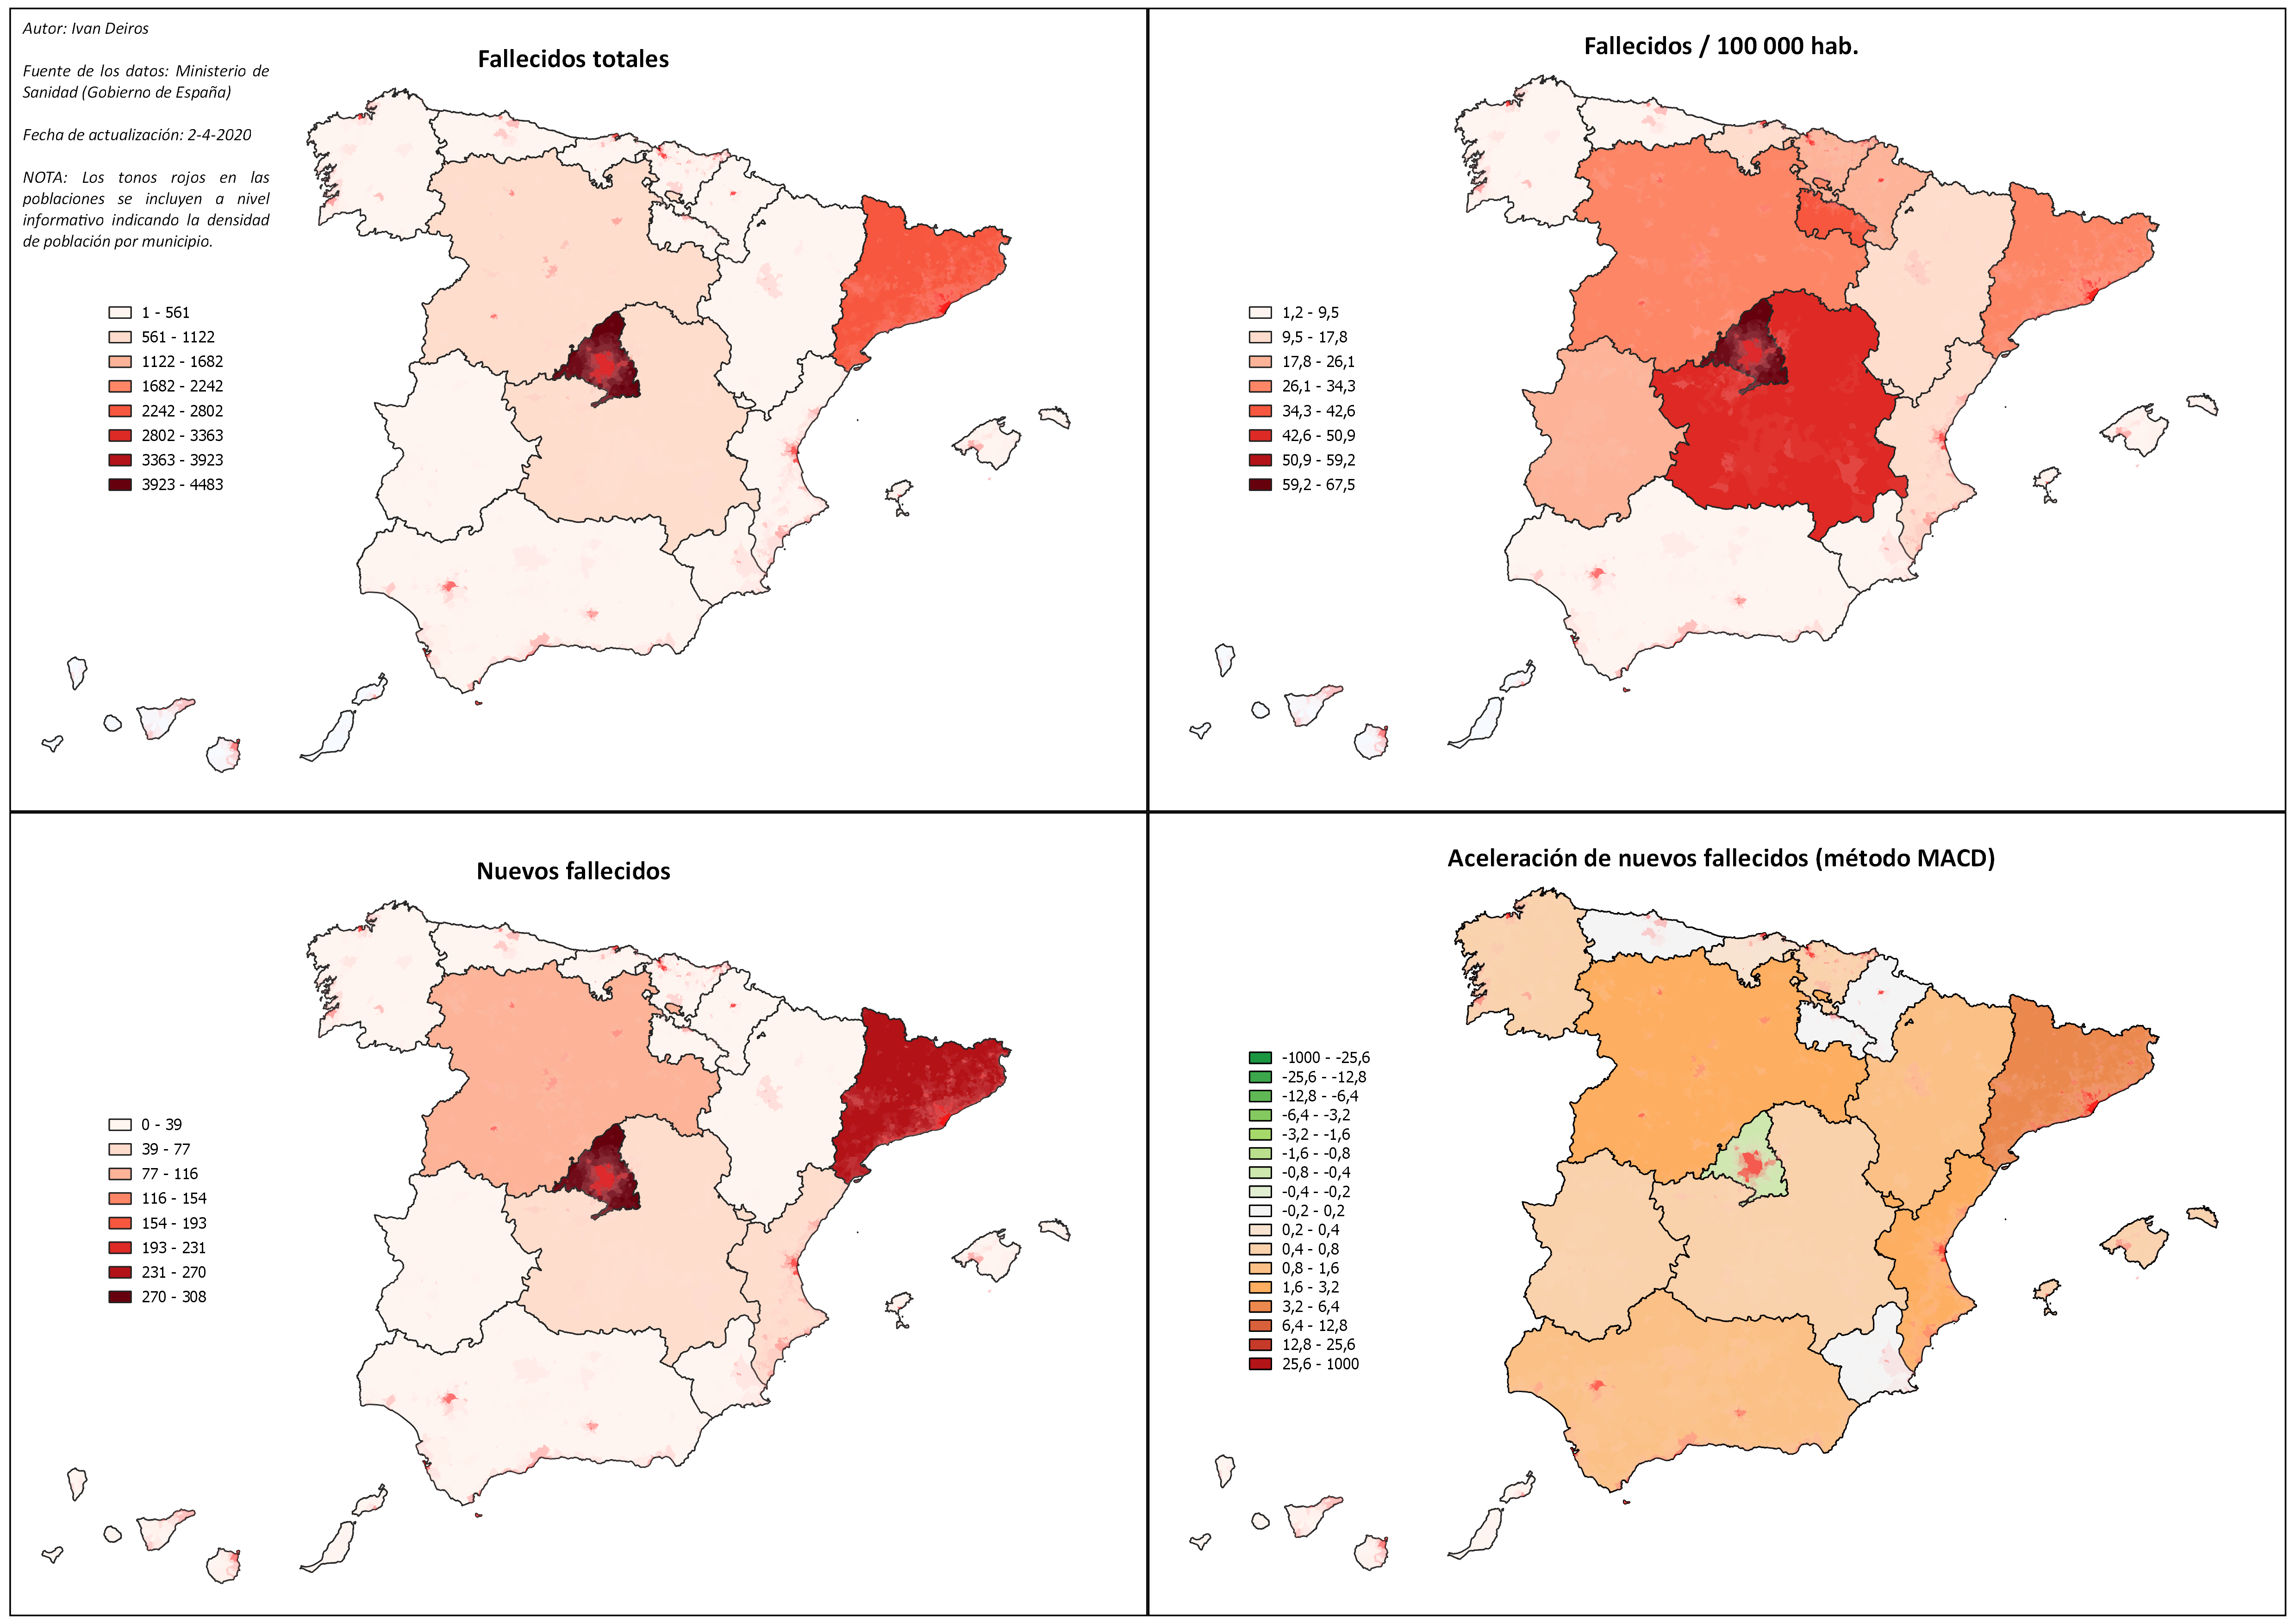 Autor: Ivan Deiros
Fuente de los datos: Ministerio de
Sanidad (Gobierno de España)
Fecha de actualización: 2-4-2020
NOTA: Los tonos rojos en las
poblaciones se incluyen a nivel
informativo indicando la densidad
de población por municipio.
Fallecidos totales
1 - 561
561 - 1122
1122 - 1682
1682 - 2242
2242 - 2802
2802 - 3363
3363 - 3923
3923 - 4483
Fallecidos / 100 000 hab.
1,2 - 9,5
9,5 - 17,8
17,8 - 26,1
26,1 - 34,3
34,3 - 42,6
42,6 - 50,9
50,9 - 59,2
59,2 - 67,5
Nuevos fallecidos
0 - 39
39 - 77
77 - 116
116 - 154
154 - 193
193 - 231
231 - 270
270 - 308
Aceleración de nuevos fallecidos (método MACD)
-1000 - -25,6
-25,6 - -12,8
-12,8 - -6,4
-6,4 - -3,2
-3,2 - -1,6
-1,6 - -0,8
-0,8 - -0,4
-0,4 - -0,2
-0,2 - 0,2
0,2 - 0,4
0,4 - 0,8
0,8 - 1,6
1,6 - 3,2
3,2 - 6,4
6,4 - 12,8
12,8 - 25,6
25,6 - 1000